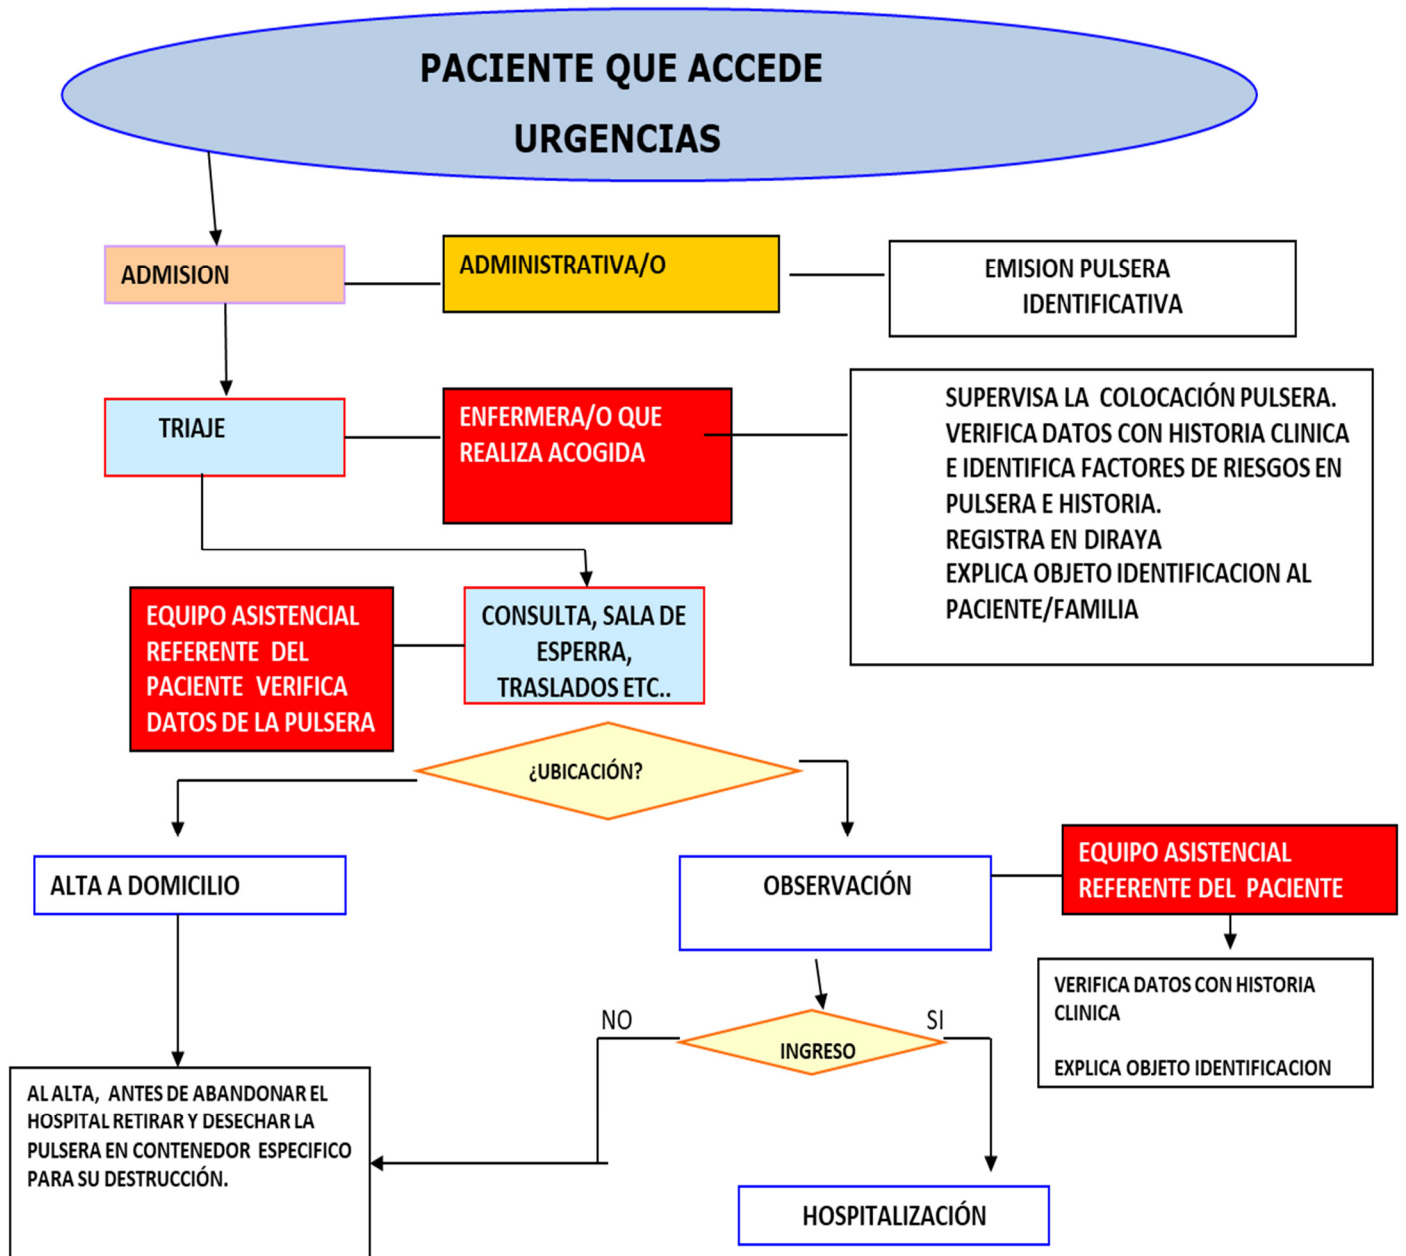 PACIENTE QUE ACCEDE
URGENCIAS
ADMISION
ADMINISTRATIVA/O
EMISION PULSERA
IDENTIFICATIVA
TRIAJE
ENFERMERA/O QUE
REALIZA ACOGIDA
SUPERVISA LA COLOCACIÓN PULSERA.
VERIFICA DATOS CON HISTORIA CLINICA
E IDENTIFICA FACTORES DE RIESGOS EN
PULSERA E HISTORIA.
REGISTRA EN DIRAYA
EXPLICA OBJETO IDENTIFICACION AL
PACIENTE/FAMILIA
EQUIPO ASISTENCIAL
REFERENTE DEL
PACIENTE VERIFICA
DATOS DE LA PULSERA
CONSULTA, SALA DE
ESPERRA,
TRASLADOS ETC..
¿UBICACIÓN?
ALTA A DOMICILIO
OBSERVACIÓN
EQUIPO ASISTENCIAL
REFERENTE DEL PACIENTE
VERIFICA DATOS CON HISTORIA
CLINICA
EXPLICA OBJETO IDENTIFICACION
NO
SI
INGRESO
AL ALTA, ANTES DE ABANDONAR EL
HOSPITAL RETIRAR Y DESECHAR LA
PULSERA EN CONTENEDOR ESPECIFICO
PARA SU DESTRUCCIÓN.
HOSPITALIZACIÓN